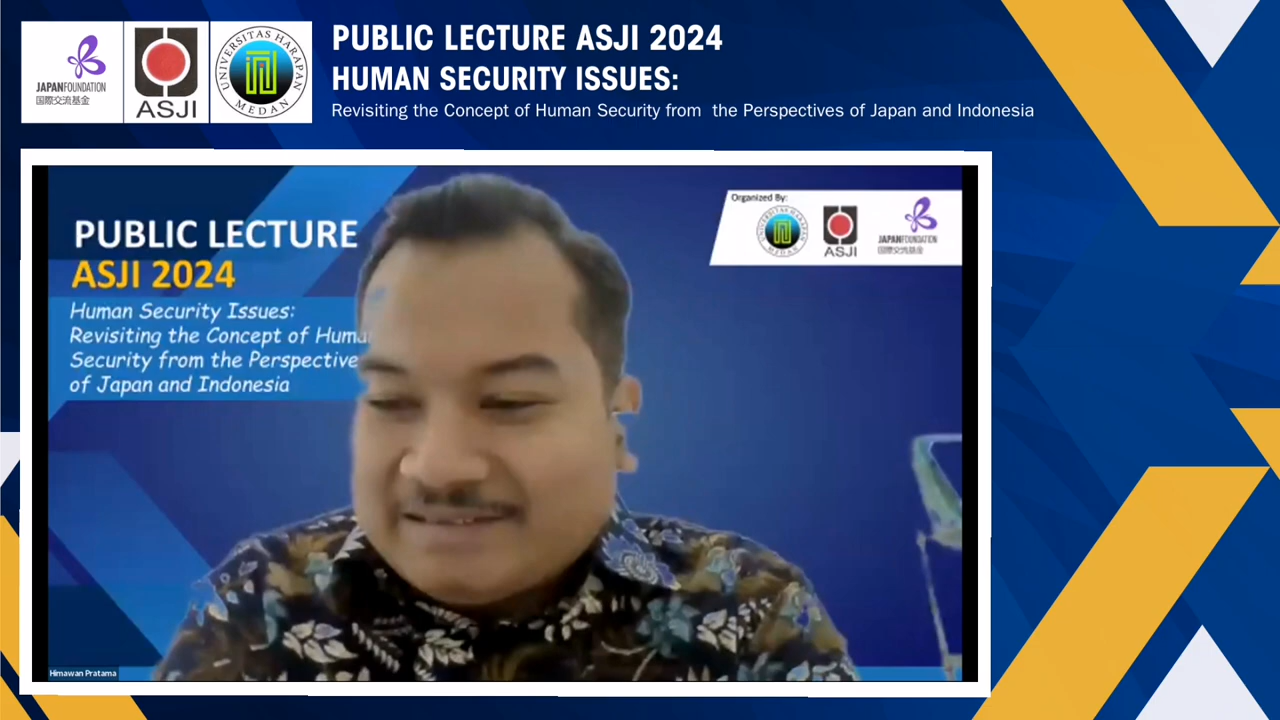 PUBLIC LECTURE ASJI 2024
HUMAN SECURITY ISSUES:
Revisiting the Concept of Human Security from the Perspectives of Japan and Indonesia
JAPANFOUNDATION
国際交流基金
ASJI
UNIVERSITAS HARAPAN
MEDAN
PUBLIC LECTURE
ASJI 2024
Human Security Issues:
Revisiting the Concept of Huma
Security from the Perspective
of Japan and Indonesia
Organized By:
UNIVERSITAS HARAPAN
MEDAN
ASJI
JAPANFOUNDATION
国際交流基金
Himawan Pratama